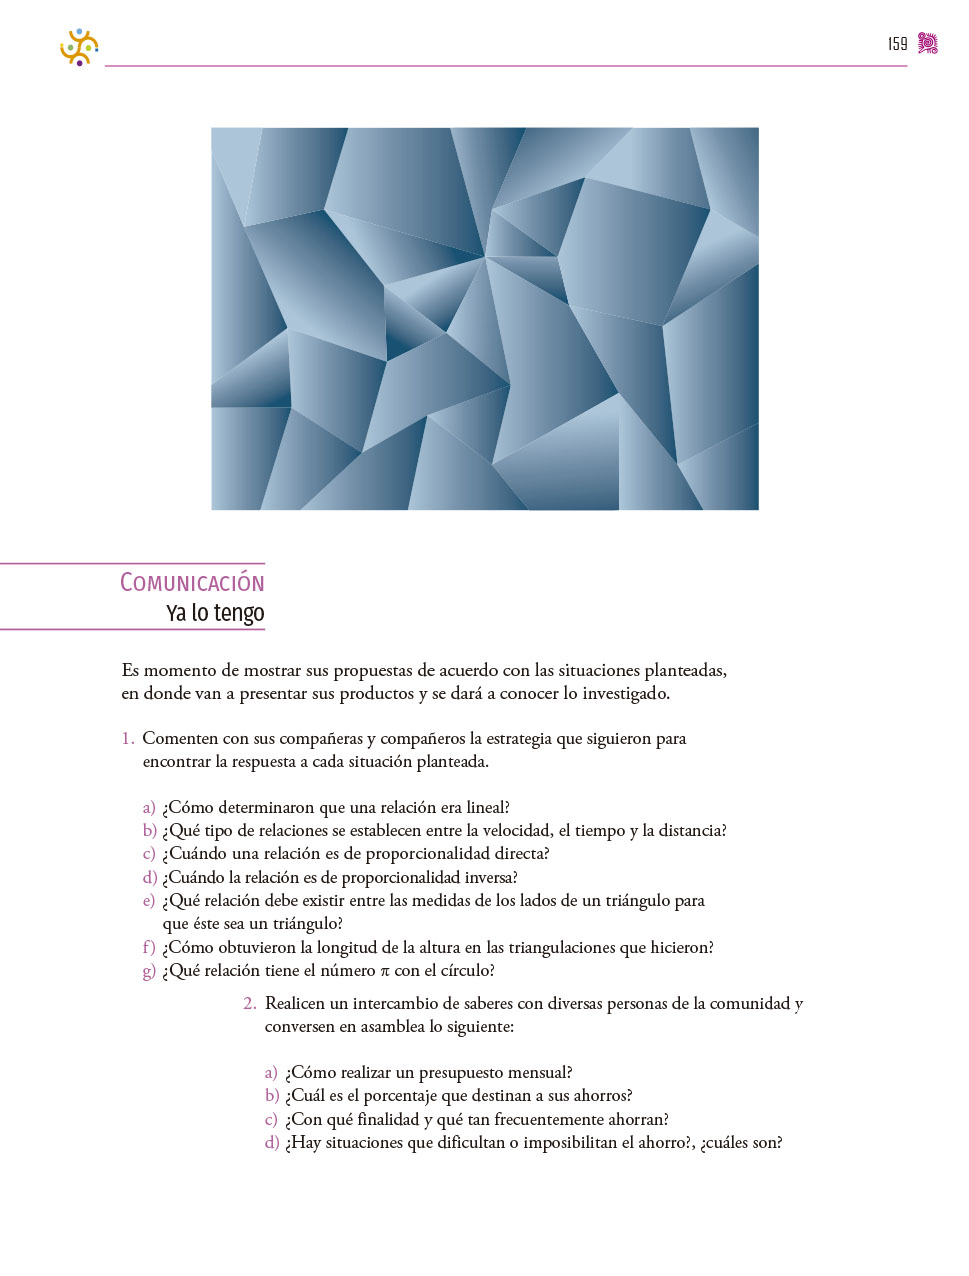 159
COMUNICACIÓN
Ya lo tengo
Es momento de mostrar sus propuestas de acuerdo con las situaciones planteadas,
en donde van a presentar sus productos y se dará a conocer lo investigado.
1. Comenten con sus compañeras y compañeros la estrategia que siguieron para
encontrar la respuesta a cada situación planteada.
a) ¿Cómo determinaron que una relación era lineal?
b) ¿Qué tipo de relaciones se establecen entre la velocidad, el tiempo y la distancia?
c) ¿Cuándo una relación es de proporcionalidad directa?
d) ¿Cuándo la relación es de proporcionalidad inversa?
e) ¿Qué relación debe existir entre las medidas de los lados de un triángulo para
que éste sea un triángulo?
f) ¿Cómo obtuvieron la longitud de la altura en las triangulaciones que hicieron?
g) ¿Qué relación tiene el número π con el círculo?
2. Realicen un intercambio de saberes con diversas personas de la comunidad y
conversen en asamblea lo siguiente:
a) ¿Cómo realizar un presupuesto mensual?
b) ¿Cuál es el porcentaje que destinan a sus ahorros?
c) ¿Con qué finalidad y qué tan frecuentemente ahorran?
d) ¿Hay situaciones que dificultan o imposibilitan el ahorro?, ¿cuáles son?